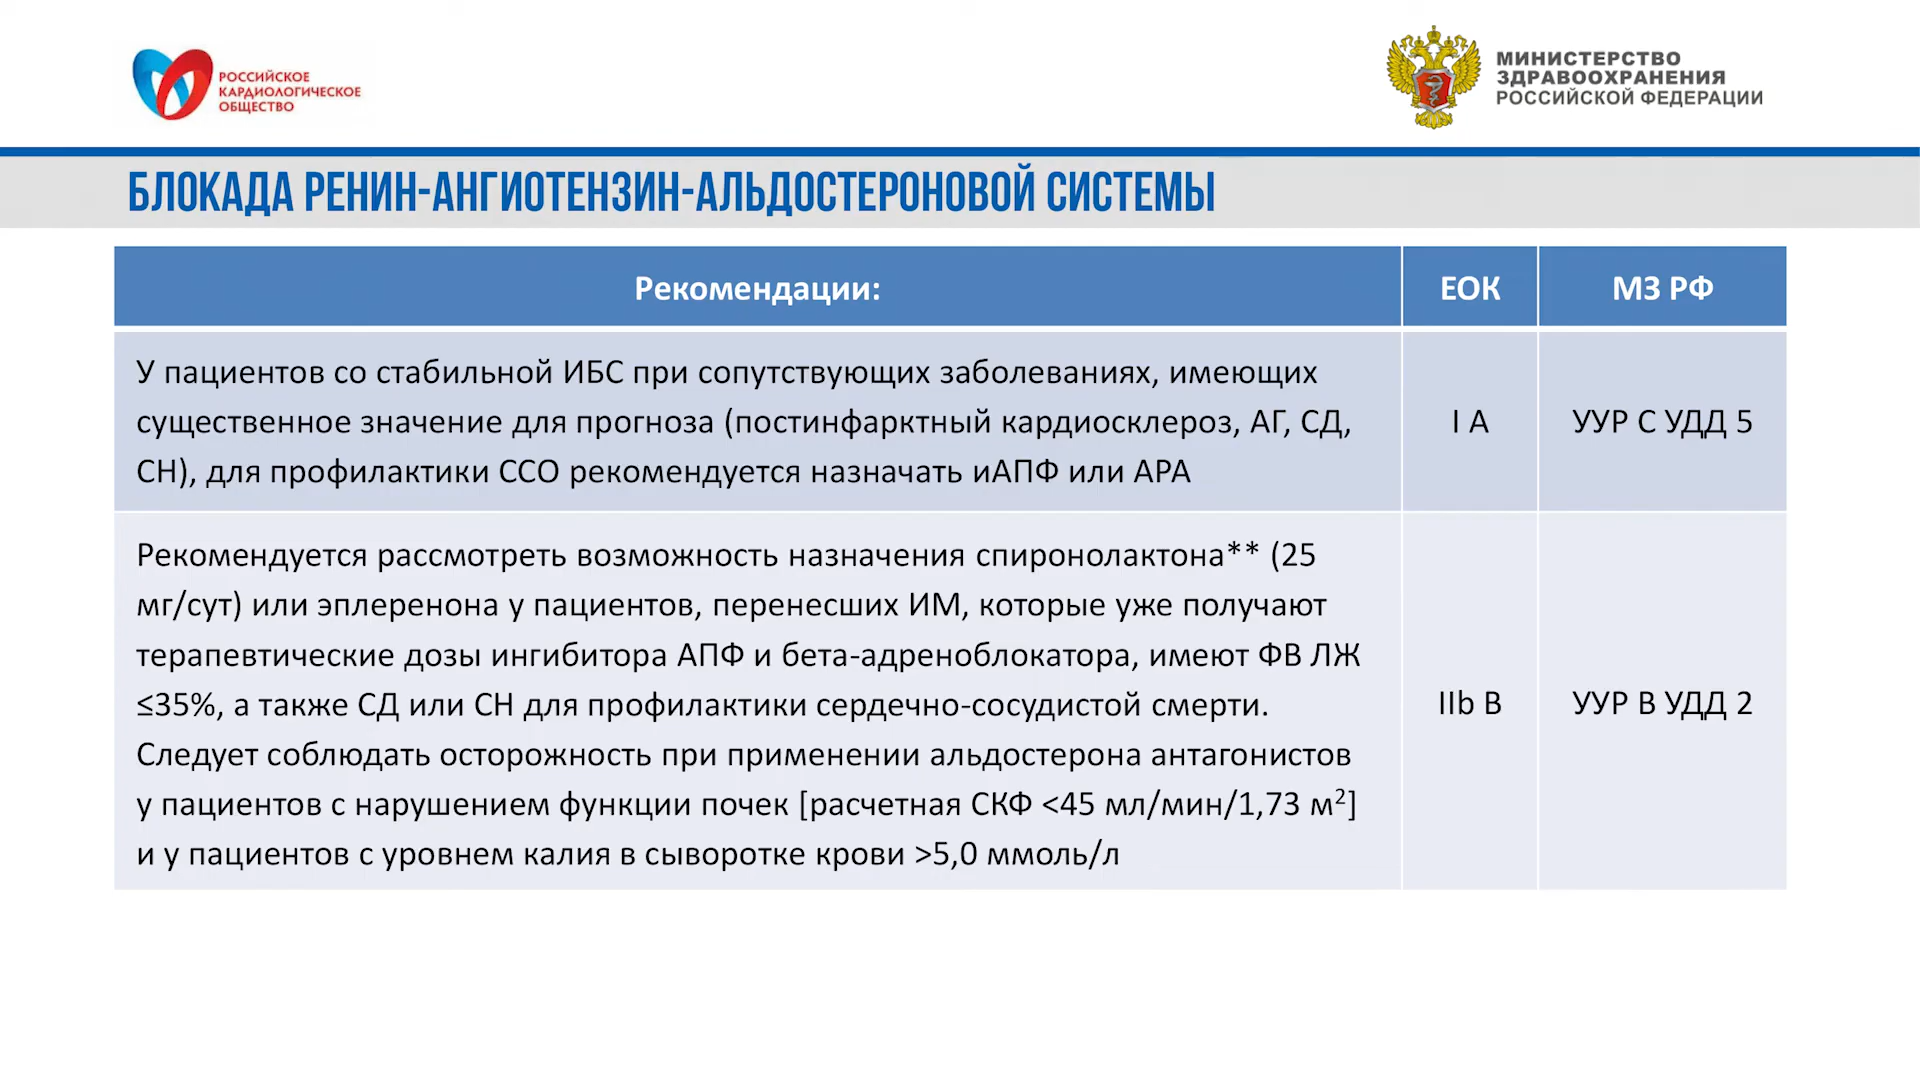 РОССИЙСКОЕ
КАРДИОЛОГИЧЕСКОЕ
ОБЩЕСТВО
МИНИСТЕРСТВО
ЗДРАВООХРАНЕНИЯ
РОССИЙСКОЙ ФЕДЕРАЦИИ
БЛОКАДА РЕНИН-АНГИОТЕНЗИН-АЛЬДОСТЕРОНОВОЙ СИСТЕМЫ
Рекомендации:
ЕОК
МЗ РФ
У пациентов со стабильной ИБС при сопутствующих заболеваниях, имеющих
существенное значение для прогноза (постинфарктный кардиосклероз, АГ, СД,
СН), для профилактики ССО рекомендуется назначать иАПФ или АРА
I A
УУР С УДД 5
Рекомендуется рассмотреть возможность назначения спиронолактона** (25
мг/сут) или эплеренона у пациентов, перенесших ИМ, которые уже получают
терапевтические дозы ингибитора АПФ и бета-адреноблокатора, имеют ФВ ЛЖ
≤35%, а также СД или СН для профилактики сердечно-сосудистой смерти.
Следует соблюдать осторожность при применении альдостерона антагонистов
у пациентов с нарушением функции почек [расчетная СКФ <45 мл/мин/1,73 м²]
и у пациентов с уровнем калия в сыворотке крови >5,0 ммоль/л
IIb B
УУР В УДД 2